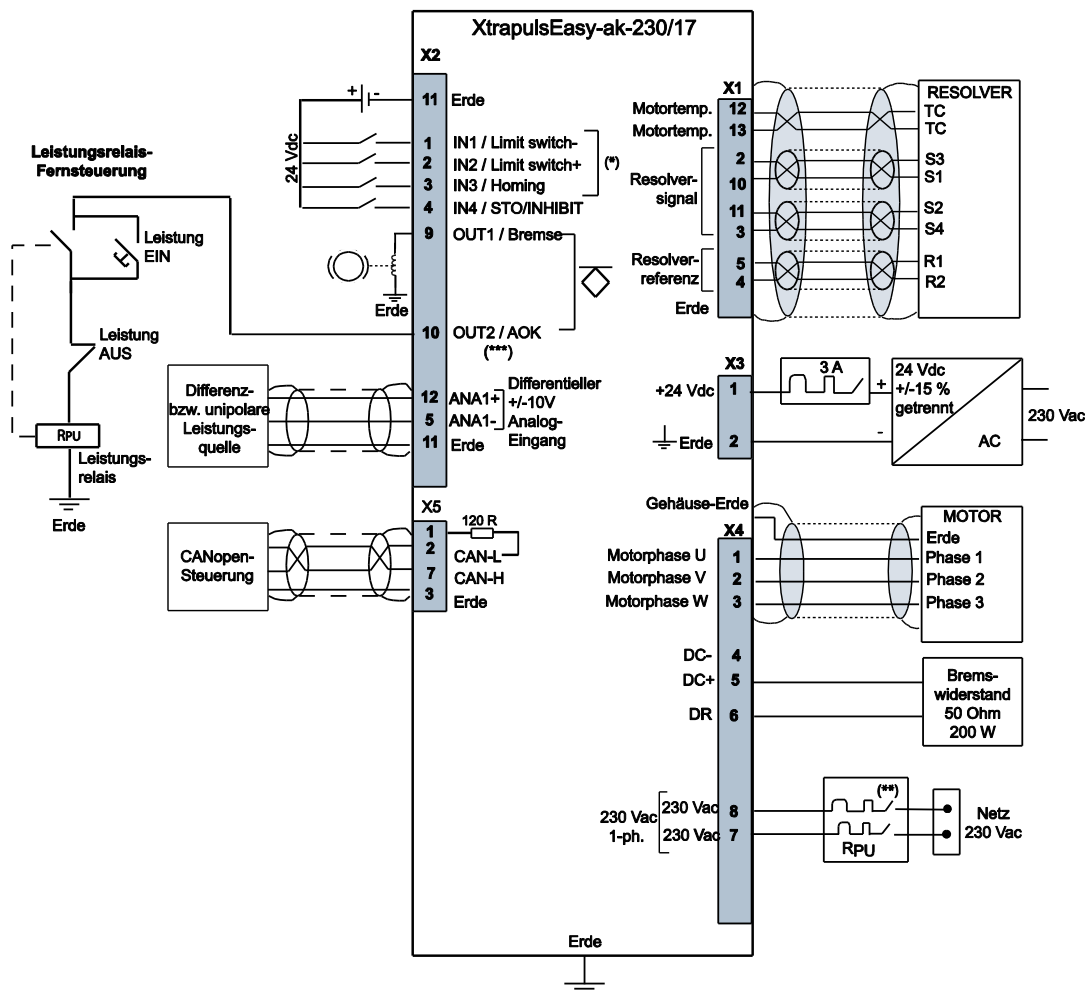 XtrapulsEasy-ak-230/17
X2
+ -
11 Erde
24 Vdc
1 IN1 / Limit switch-
2 IN2 / Limit switch+
3 IN3 / Homing
(*)
4 IN4 / STO/INHIBIT
9 OUT1 / Bremse
Erde
10 OUT2 / AOK
(***)
12 ANA1+
5 ANA1-
11 Erde
Differentieller
+/-10V
Analog-
Eingang
Leistungsrelais-
Fernsteuerung
Leistung
EIN
Leistung
AUS
RPU
Leistungs-
relais
Erde
Differenz-
bzw. unipolare
Leistungs-
quelle
X5
1
120 R
2 CAN-L
7 CAN-H
3 Erde
CANopen-
Steuerung
X1
Motortemp. 12
Motortemp. 13
Resolver-
signal
2
10
11
3
Resolver-
referenz
5
4
Erde
RESOLVER
TC
TC
S3
S1
S2
S4
R1
R2
X3
+24 Vdc 1
Erde 2
3 A
+
-
24 Vdc
+/-15 %
getrennt
AC
230 Vac
Gehäuse-Erde
X4
Motorphase U 1
Motorphase V 2
Motorphase W 3
MOTOR
Erde
Phase 1
Phase 2
Phase 3
DC- 4
DC+ 5
DR 6
Brems-
widerstand
50 Ohm
200 W
230 Vac
1-ph.
230 Vac 8
230 Vac 7
(**)
RPU
Netz
230 Vac
Erde